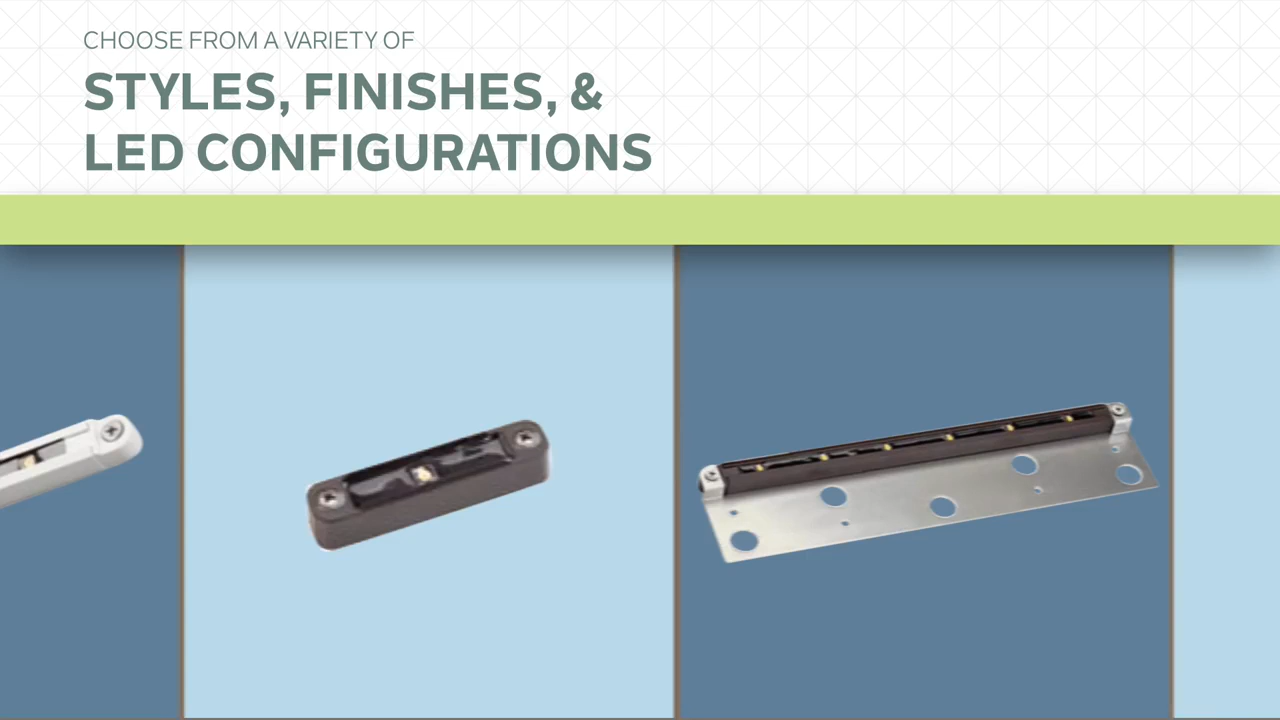 CHOOSE FROM A VARIETY OF
STYLES, FINISHES, &
LED CONFIGURATIONS